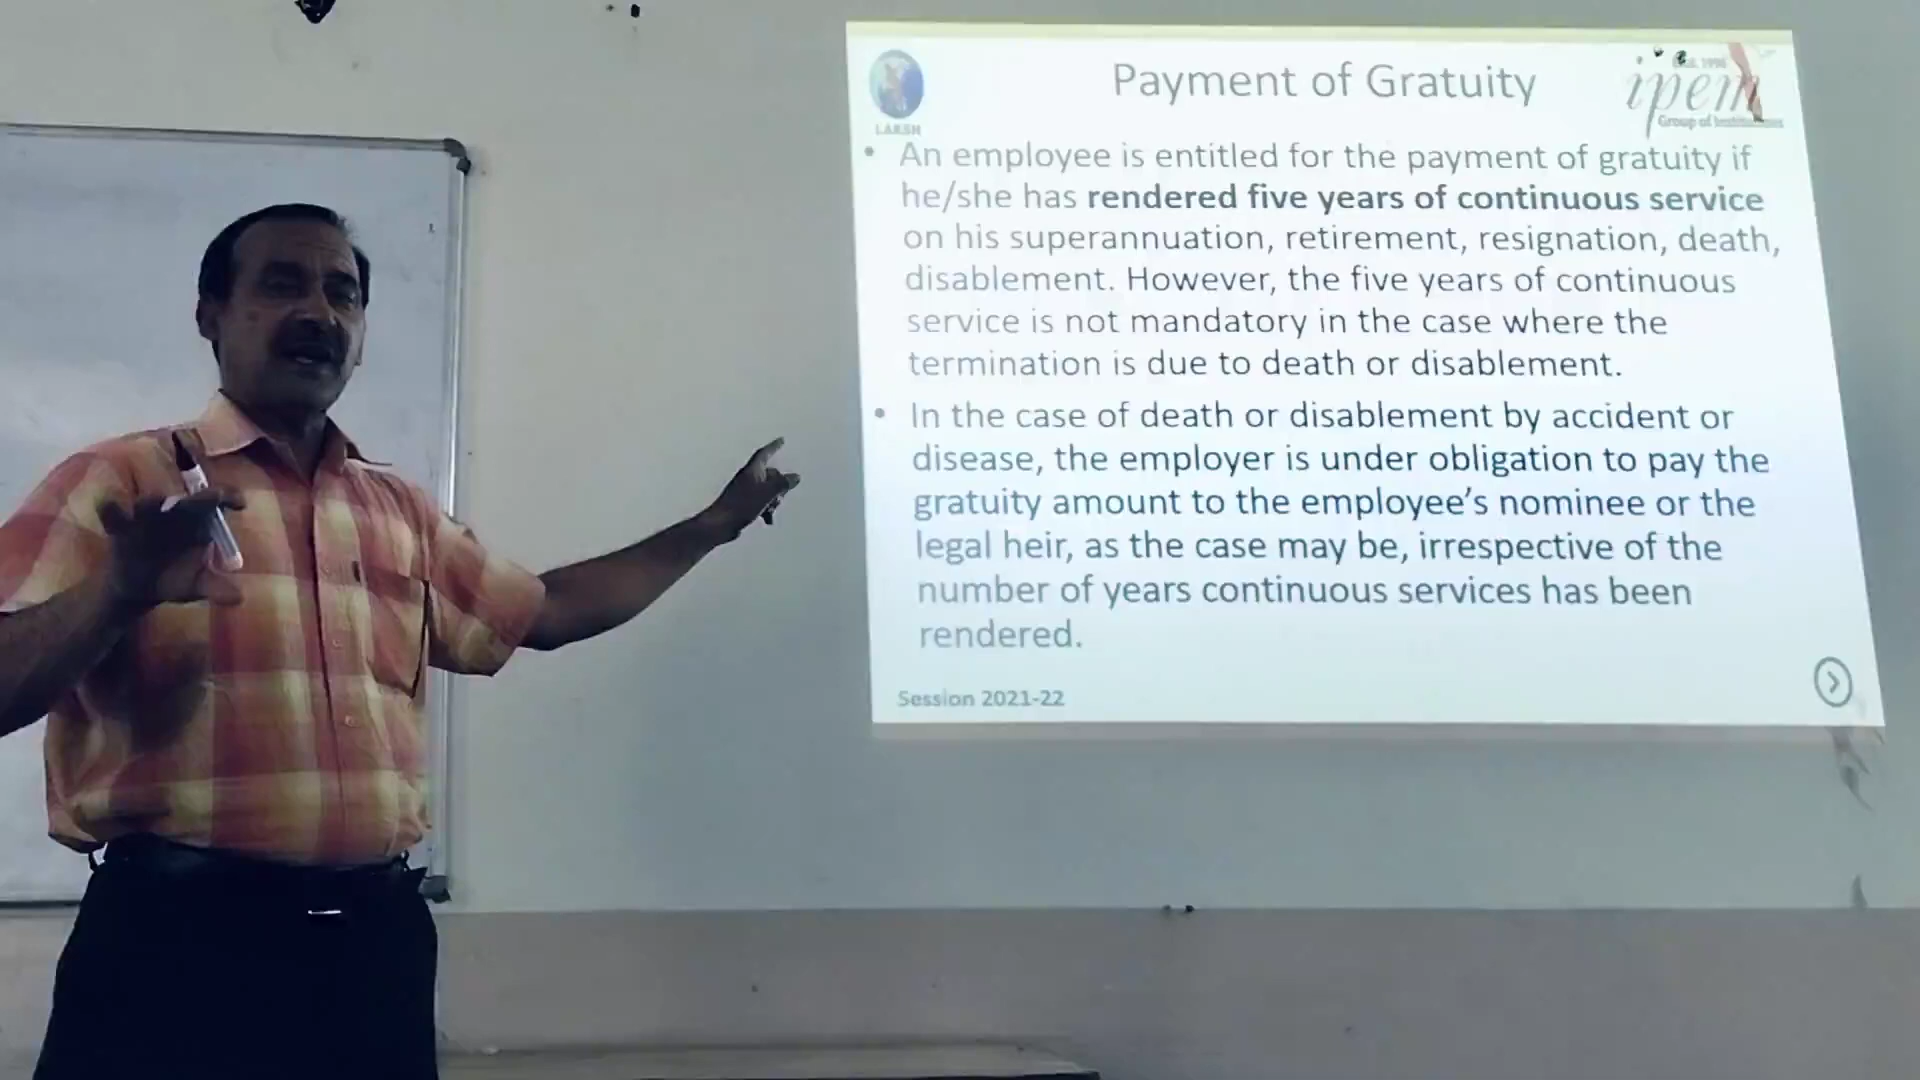 LAKSH
Payment of Gratuity
ipem
Group of Institutions
• An employee is entitled for the payment of gratuity if
he/she has rendered five years of continuous service
on his superannuation, retirement, resignation, death,
disablement. However, the five years of continuous
service is not mandatory in the case where the
termination is due to death or disablement.
• In the case of death or disablement by accident or
disease, the employer is under obligation to pay the
gratuity amount to the employee’s nominee or the
legal heir, as the case may be, irrespective of the
number of years continuous services has been
rendered.
Session 2021-22